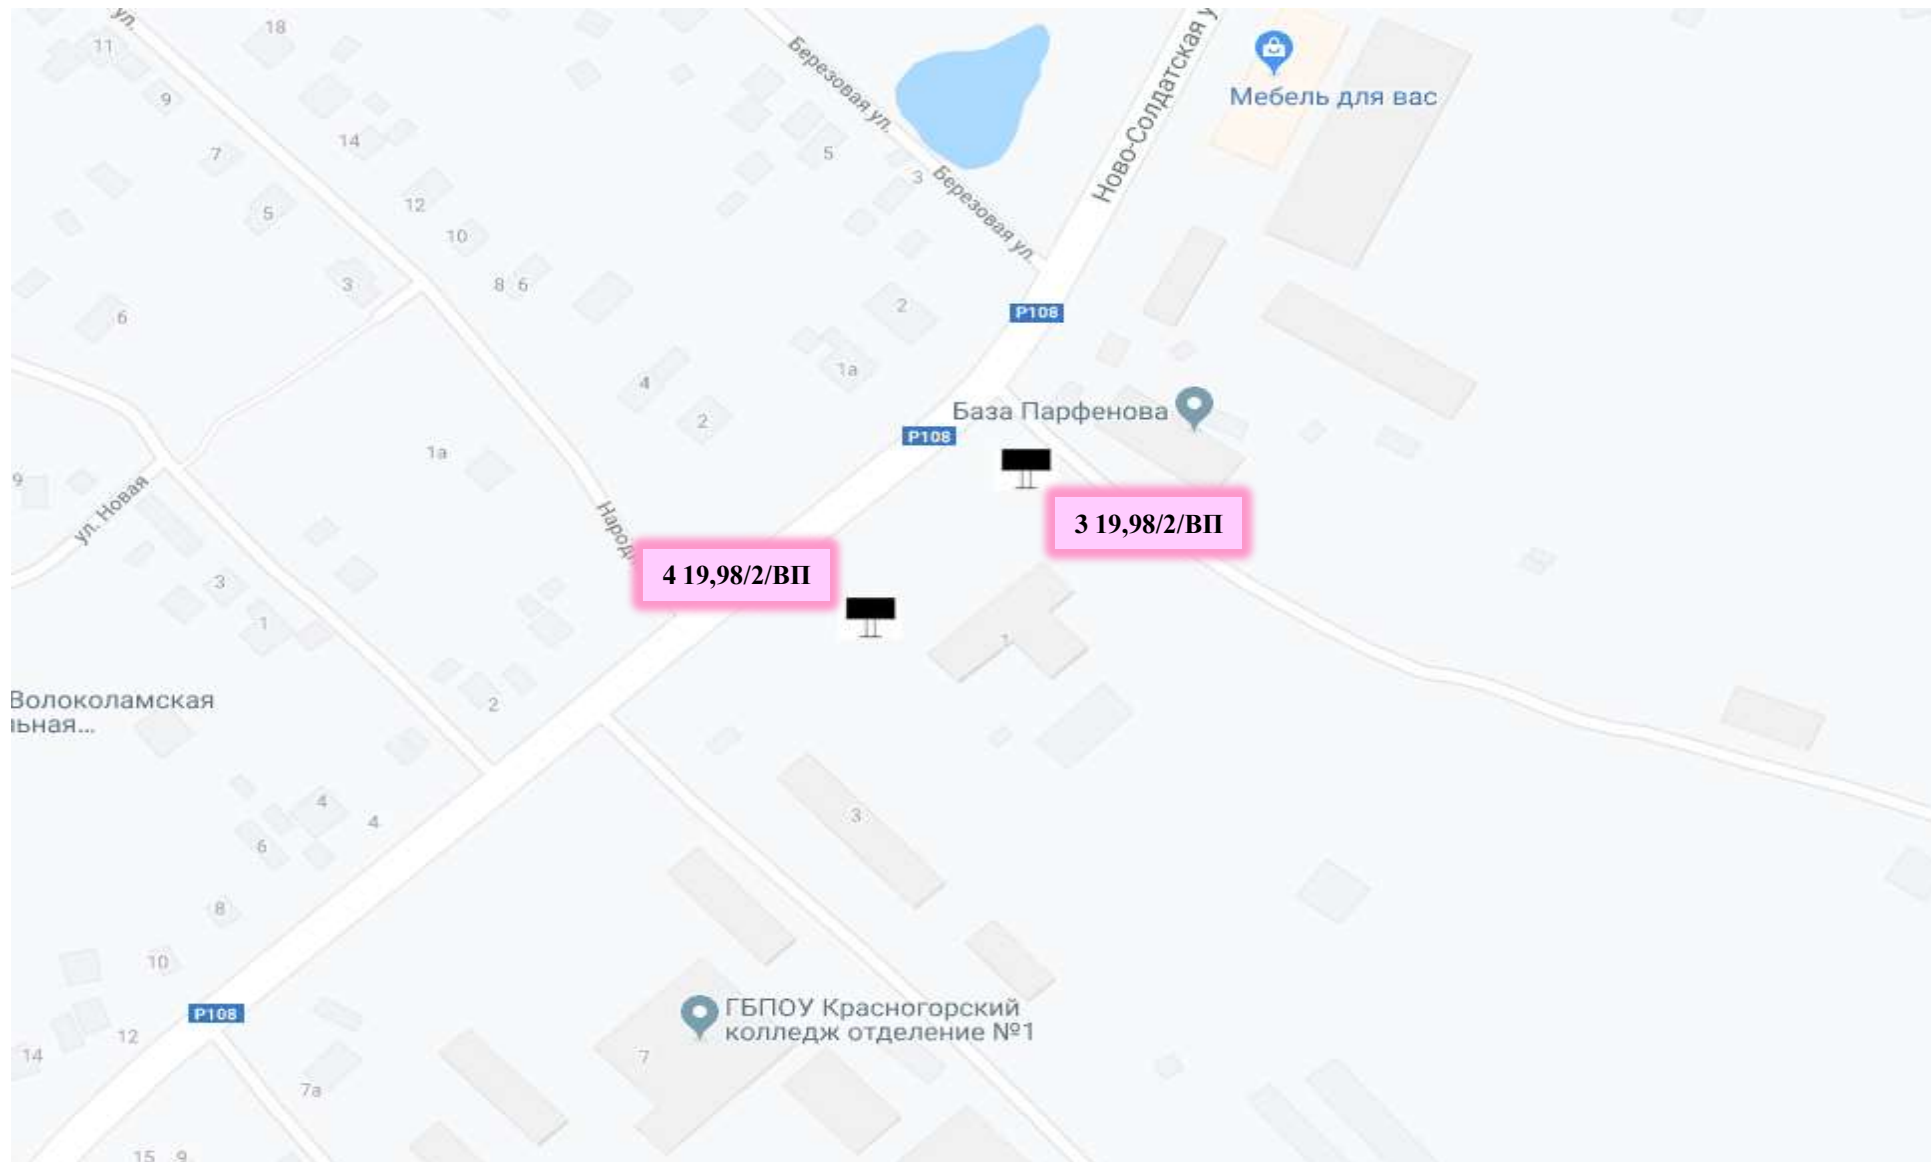 ул.
18
11
9
14
7
12
5
10
3
8
6
6
Березовая ул.
5
3
Березовая ул.
Ново-Солдатская у
Мебель для вас
2
P108
1а
4
2
База Парфенова
P108
1а
9
ул. Новая
3 19,98/2/ВП
4 19,98/2/ВП
3
1
1
2
Волоколамская
льная...
4
4
6
3
8
10
P108
12
14
ГБПОУ Красногорский
колледж отделение №1
7
7а
15
9